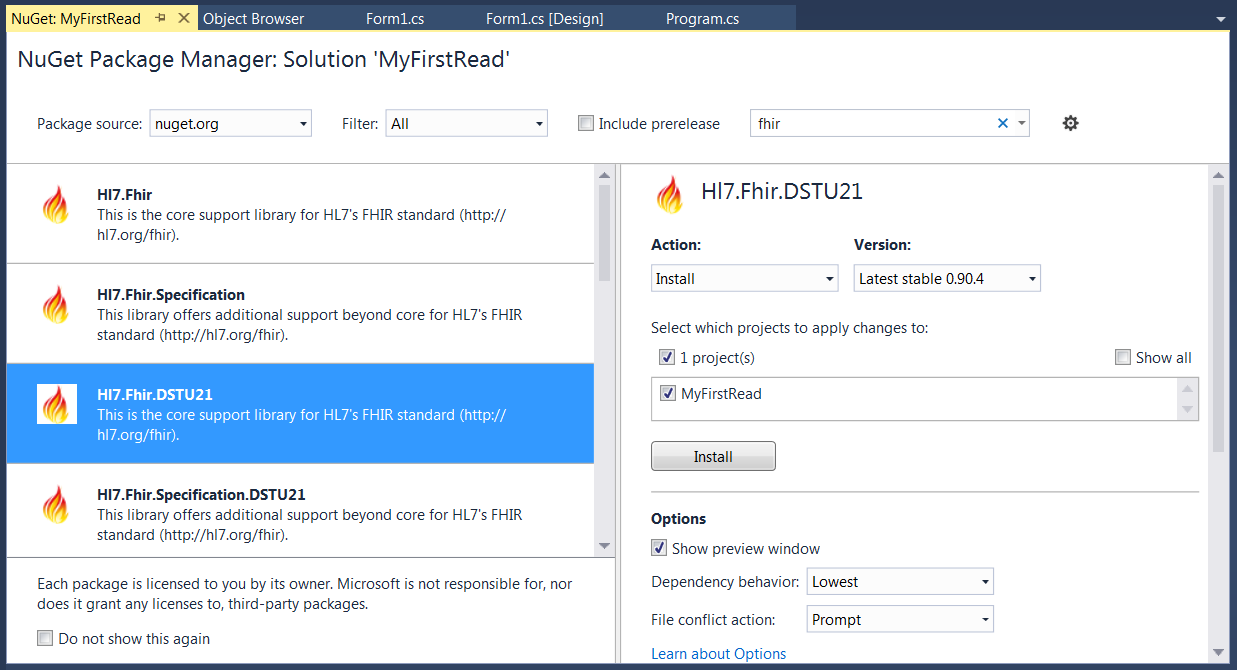 NuGet: MyFirstRead
Object Browser
Form1.cs
Form1.cs [Design]
Program.cs
NuGet Package Manager: Solution 'MyFirstRead'
Package source:
nuget.org
Filter:
All
Include prerelease
fhir
Hl7.Fhir
This is the core support library for HL7's FHIR standard (http://
hl7.org/fhir).
Hl7.Fhir.Specification
This library offers additional support beyond core for HL7's FHIR
standard (http://hl7.org/fhir).
Hl7.Fhir.DSTU21
This is the core support library for HL7's FHIR standard (http://
hl7.org/fhir).
Hl7.Fhir.Specification.DSTU21
This library offers additional support beyond core for HL7's FHIR
standard (http://hl7.org/fhir).
Each package is licensed to you by its owner. Microsoft is not responsible for, nor
does it grant any licenses to, third-party packages.
Do not show this again
Hl7.Fhir.DSTU21
Action:
Version:
Install
Latest stable 0.90.4
Select which projects to apply changes to:
1 project(s)
Show all
MyFirstRead
Install
Options
Show preview window
Dependency behavior:
Lowest
File conflict action:
Prompt
Learn about Options